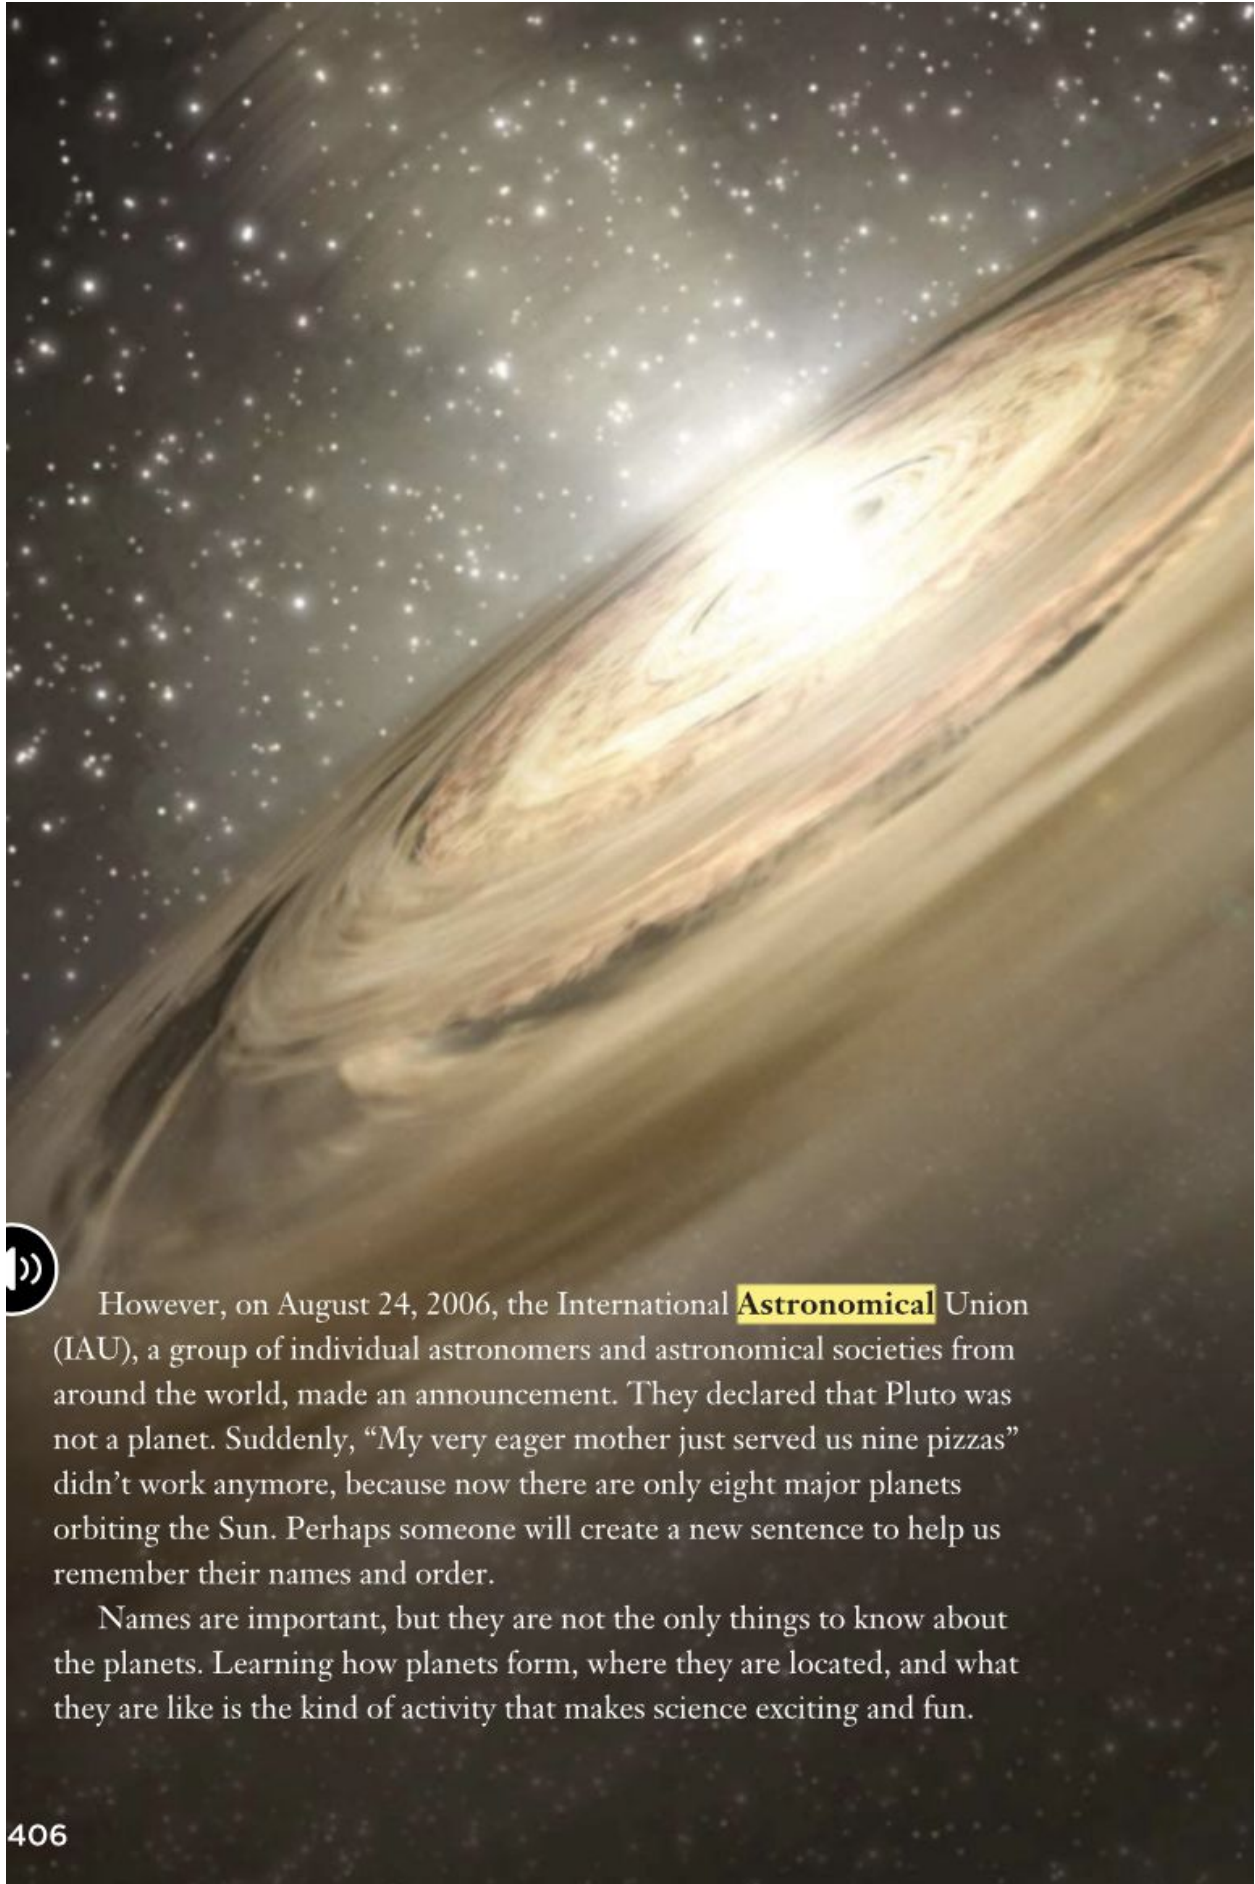 However, on August 24, 2006, the International Astronomical Union
(IAU), a group of individual astronomers and astronomical societies from
around the world, made an announcement. They declared that Pluto was
not a planet. Suddenly, “My very eager mother just served us nine pizzas”
didn’t work anymore, because now there are only eight major planets
orbiting the Sun. Perhaps someone will create a new sentence to help us
remember their names and order.
Names are important, but they are not the only things to know about
the planets. Learning how planets form, where they are located, and what
they are like is the kind of activity that makes science exciting and fun.
406